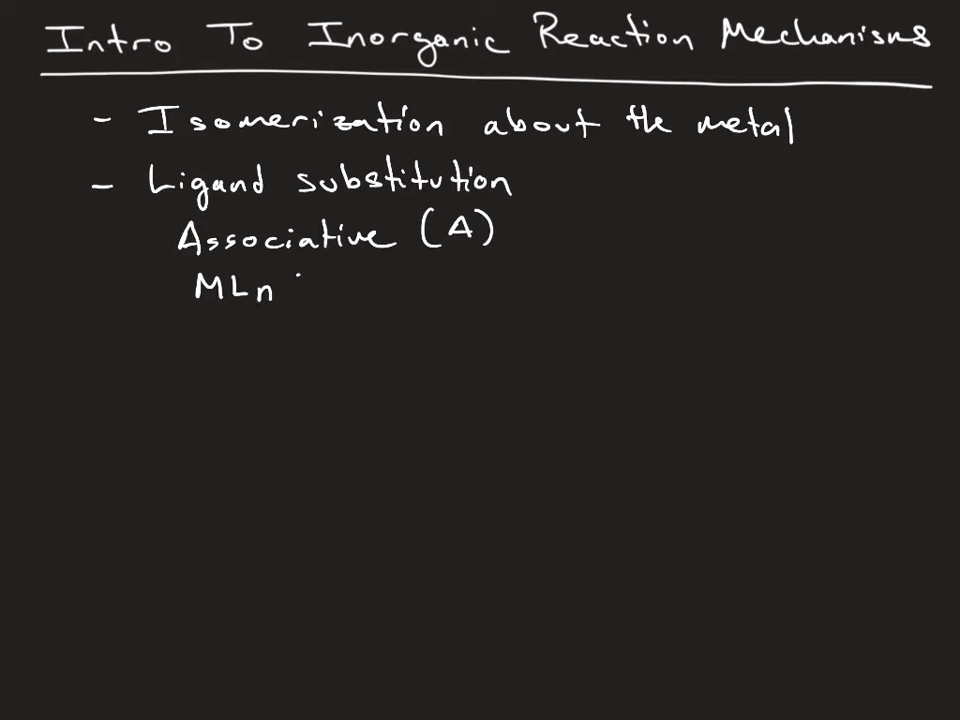 Intro To Inorganic Reaction Mechanisms
- Isomerization about the metal
- Ligand substitution
Associative (A)
MLn